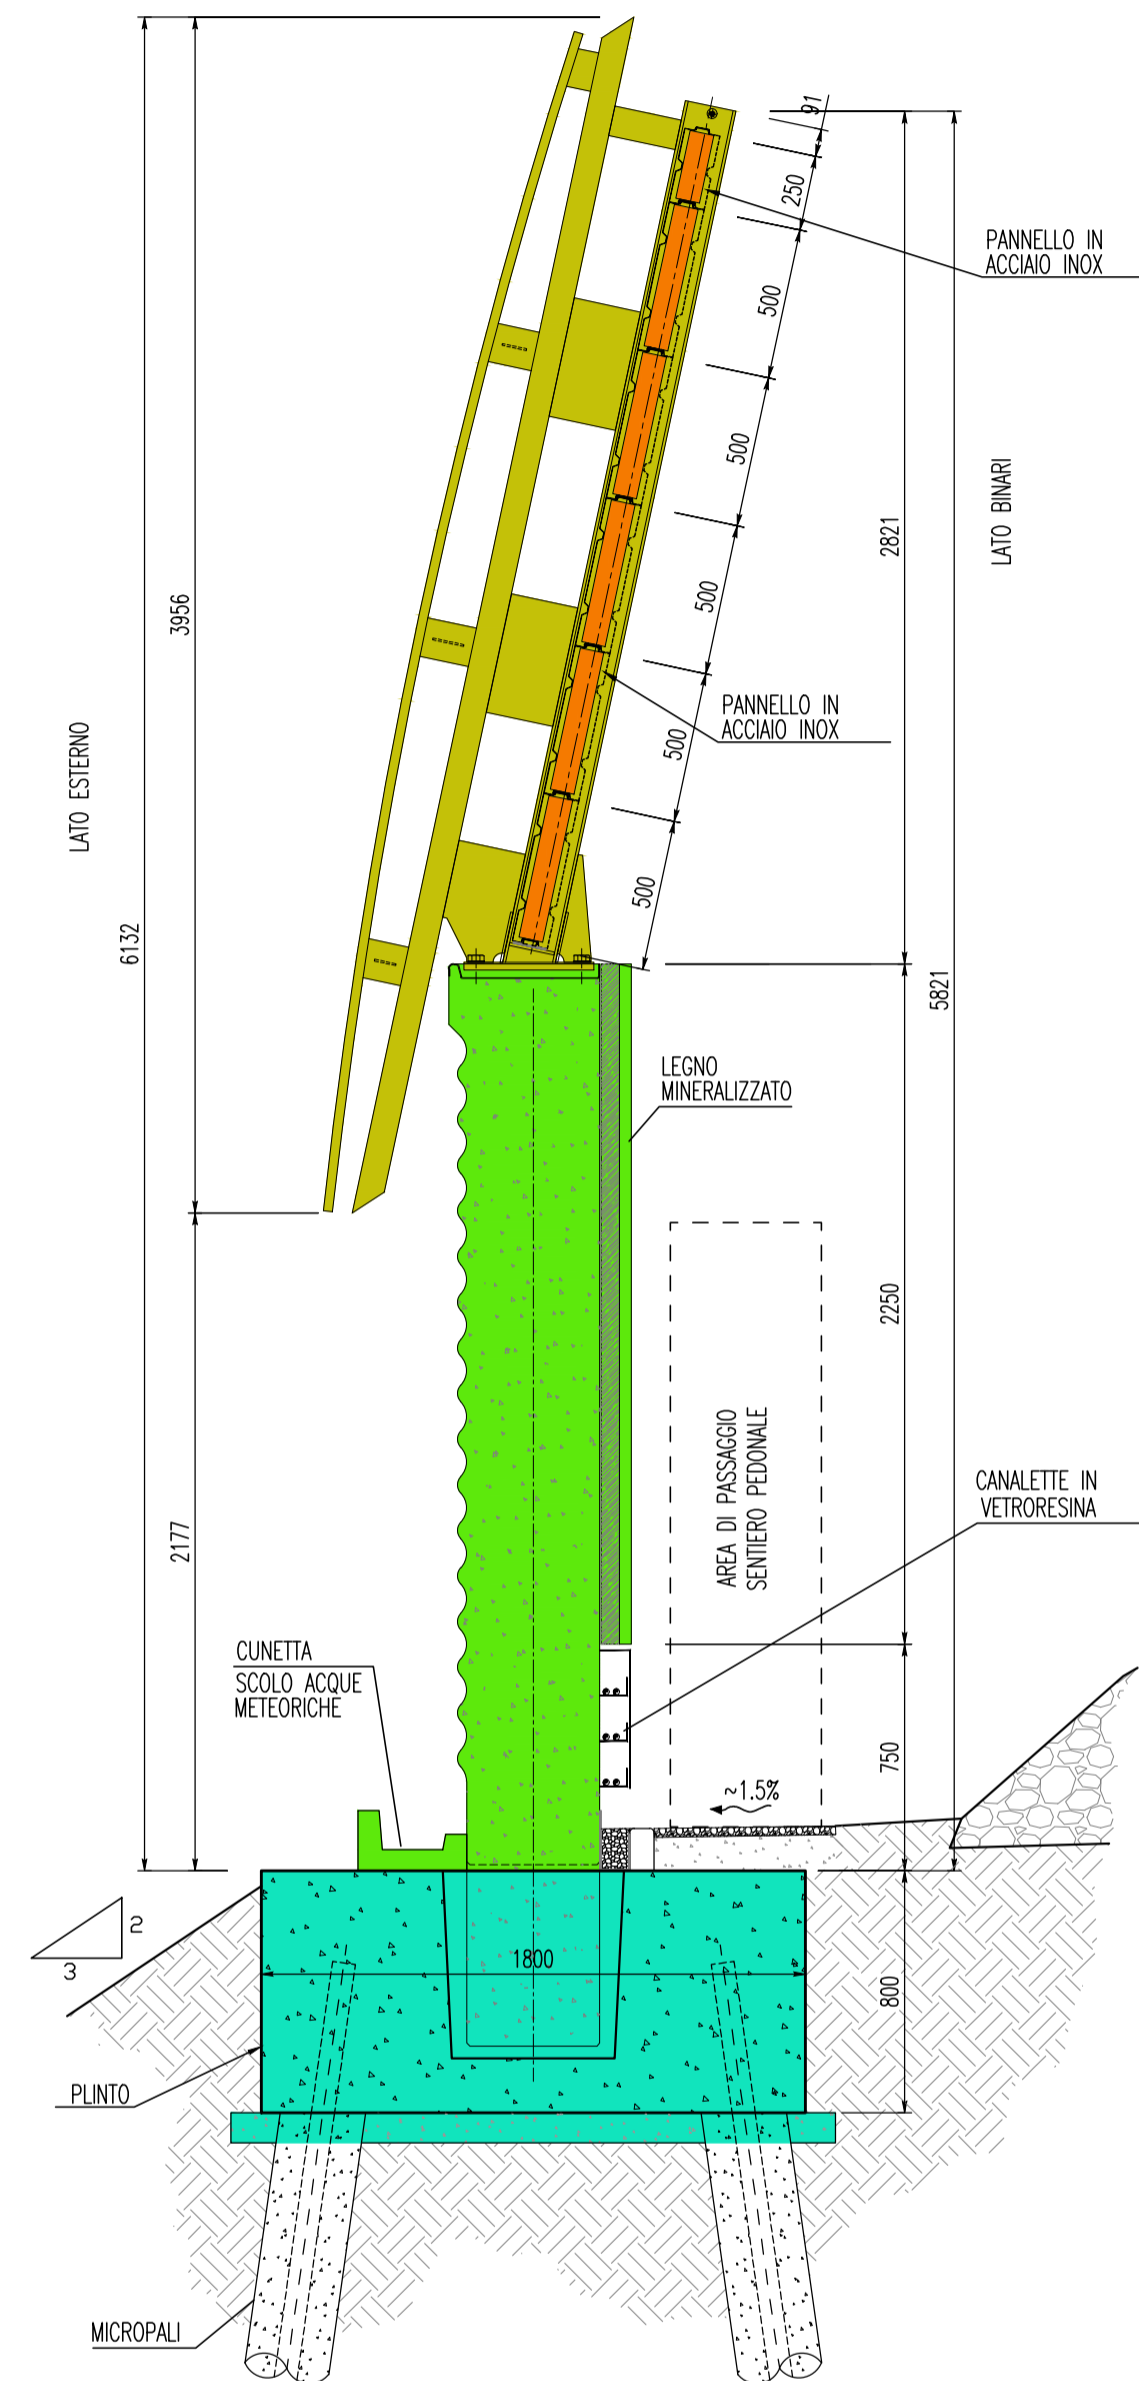 91
250
PANNELLO IN
ACCIAIO INOX
500
500
LATO BINARI
2821
3956
500
PANNELLO IN
ACCIAIO INOX
500
LATO ESTERNO
500
6132
5821
LEGNO
MINERALIZZATO
2250
AREA DI PASSAGGIO
SENTIERO PEDONALE
CANALETTE IN
VETRORESINA
2177
CUNETTA
SCOLO ACQUE
METEORICHE
750
~1.5%
2
3
1800
800
PLINTO
MICROPALI